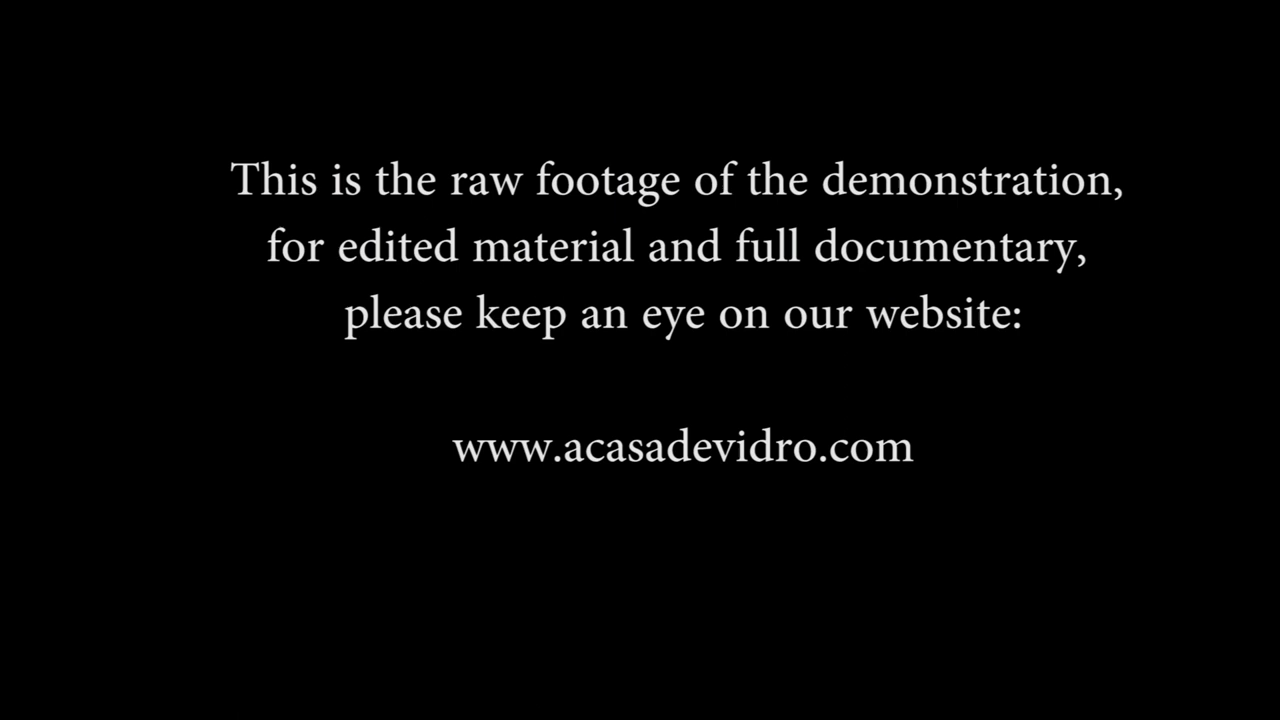 This is the raw footage of the demonstration,
for edited material and full documentary,
please keep an eye on our website:
www.acasadevidro.com